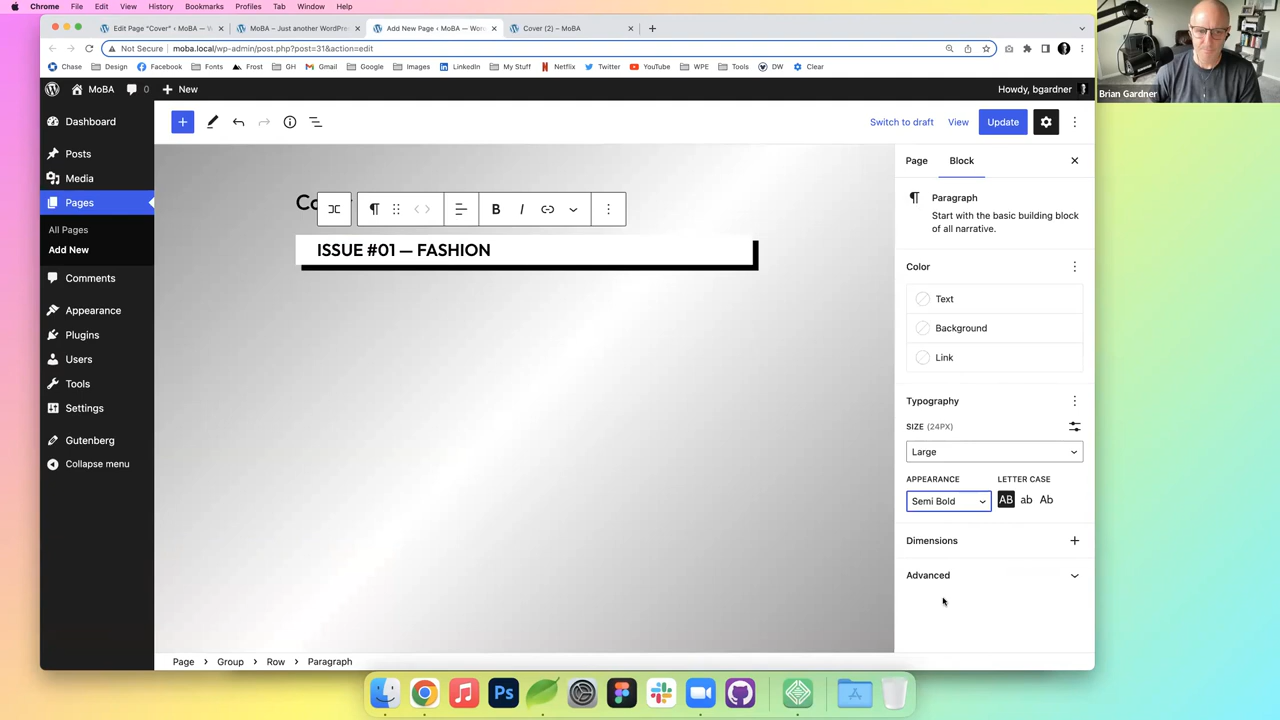 Chrome File Edit View History Bookmarks Profiles Tab Window Help
Edit Page “Cover” ‹ MoBA — W
MoBA – Just another WordPres
Add New Page ‹ MoBA — Wor
Cover (2) – MoBA
Not Secure moba.local/wp-admin/post.php?post=31&action=edit
Chase Design Facebook Fonts Frost GH Gmail Google Images LinkedIn My Stuff Netflix Twitter WPE Tools YouTube DW Clear
Brian Gardner
MoBA 0 New Howdy, bgardner
Dashboard
Posts
Media
Pages
All Pages
Add New
Comments
Appearance
Plugins
Users
Tools
Settings
Gutenberg
Collapse menu
Switch to draft View Update
Co
B I
ISSUE #01 — FASHION
Page Block
Paragraph
Start with the basic building block
of all narrative.
Color
Text
Background
Link
Typography
SIZE (24PX)
Large
APPEARANCE LETTER CASE
Semi Bold AB ab Ab
Dimensions
Advanced
Page Group Row Paragraph
Ps